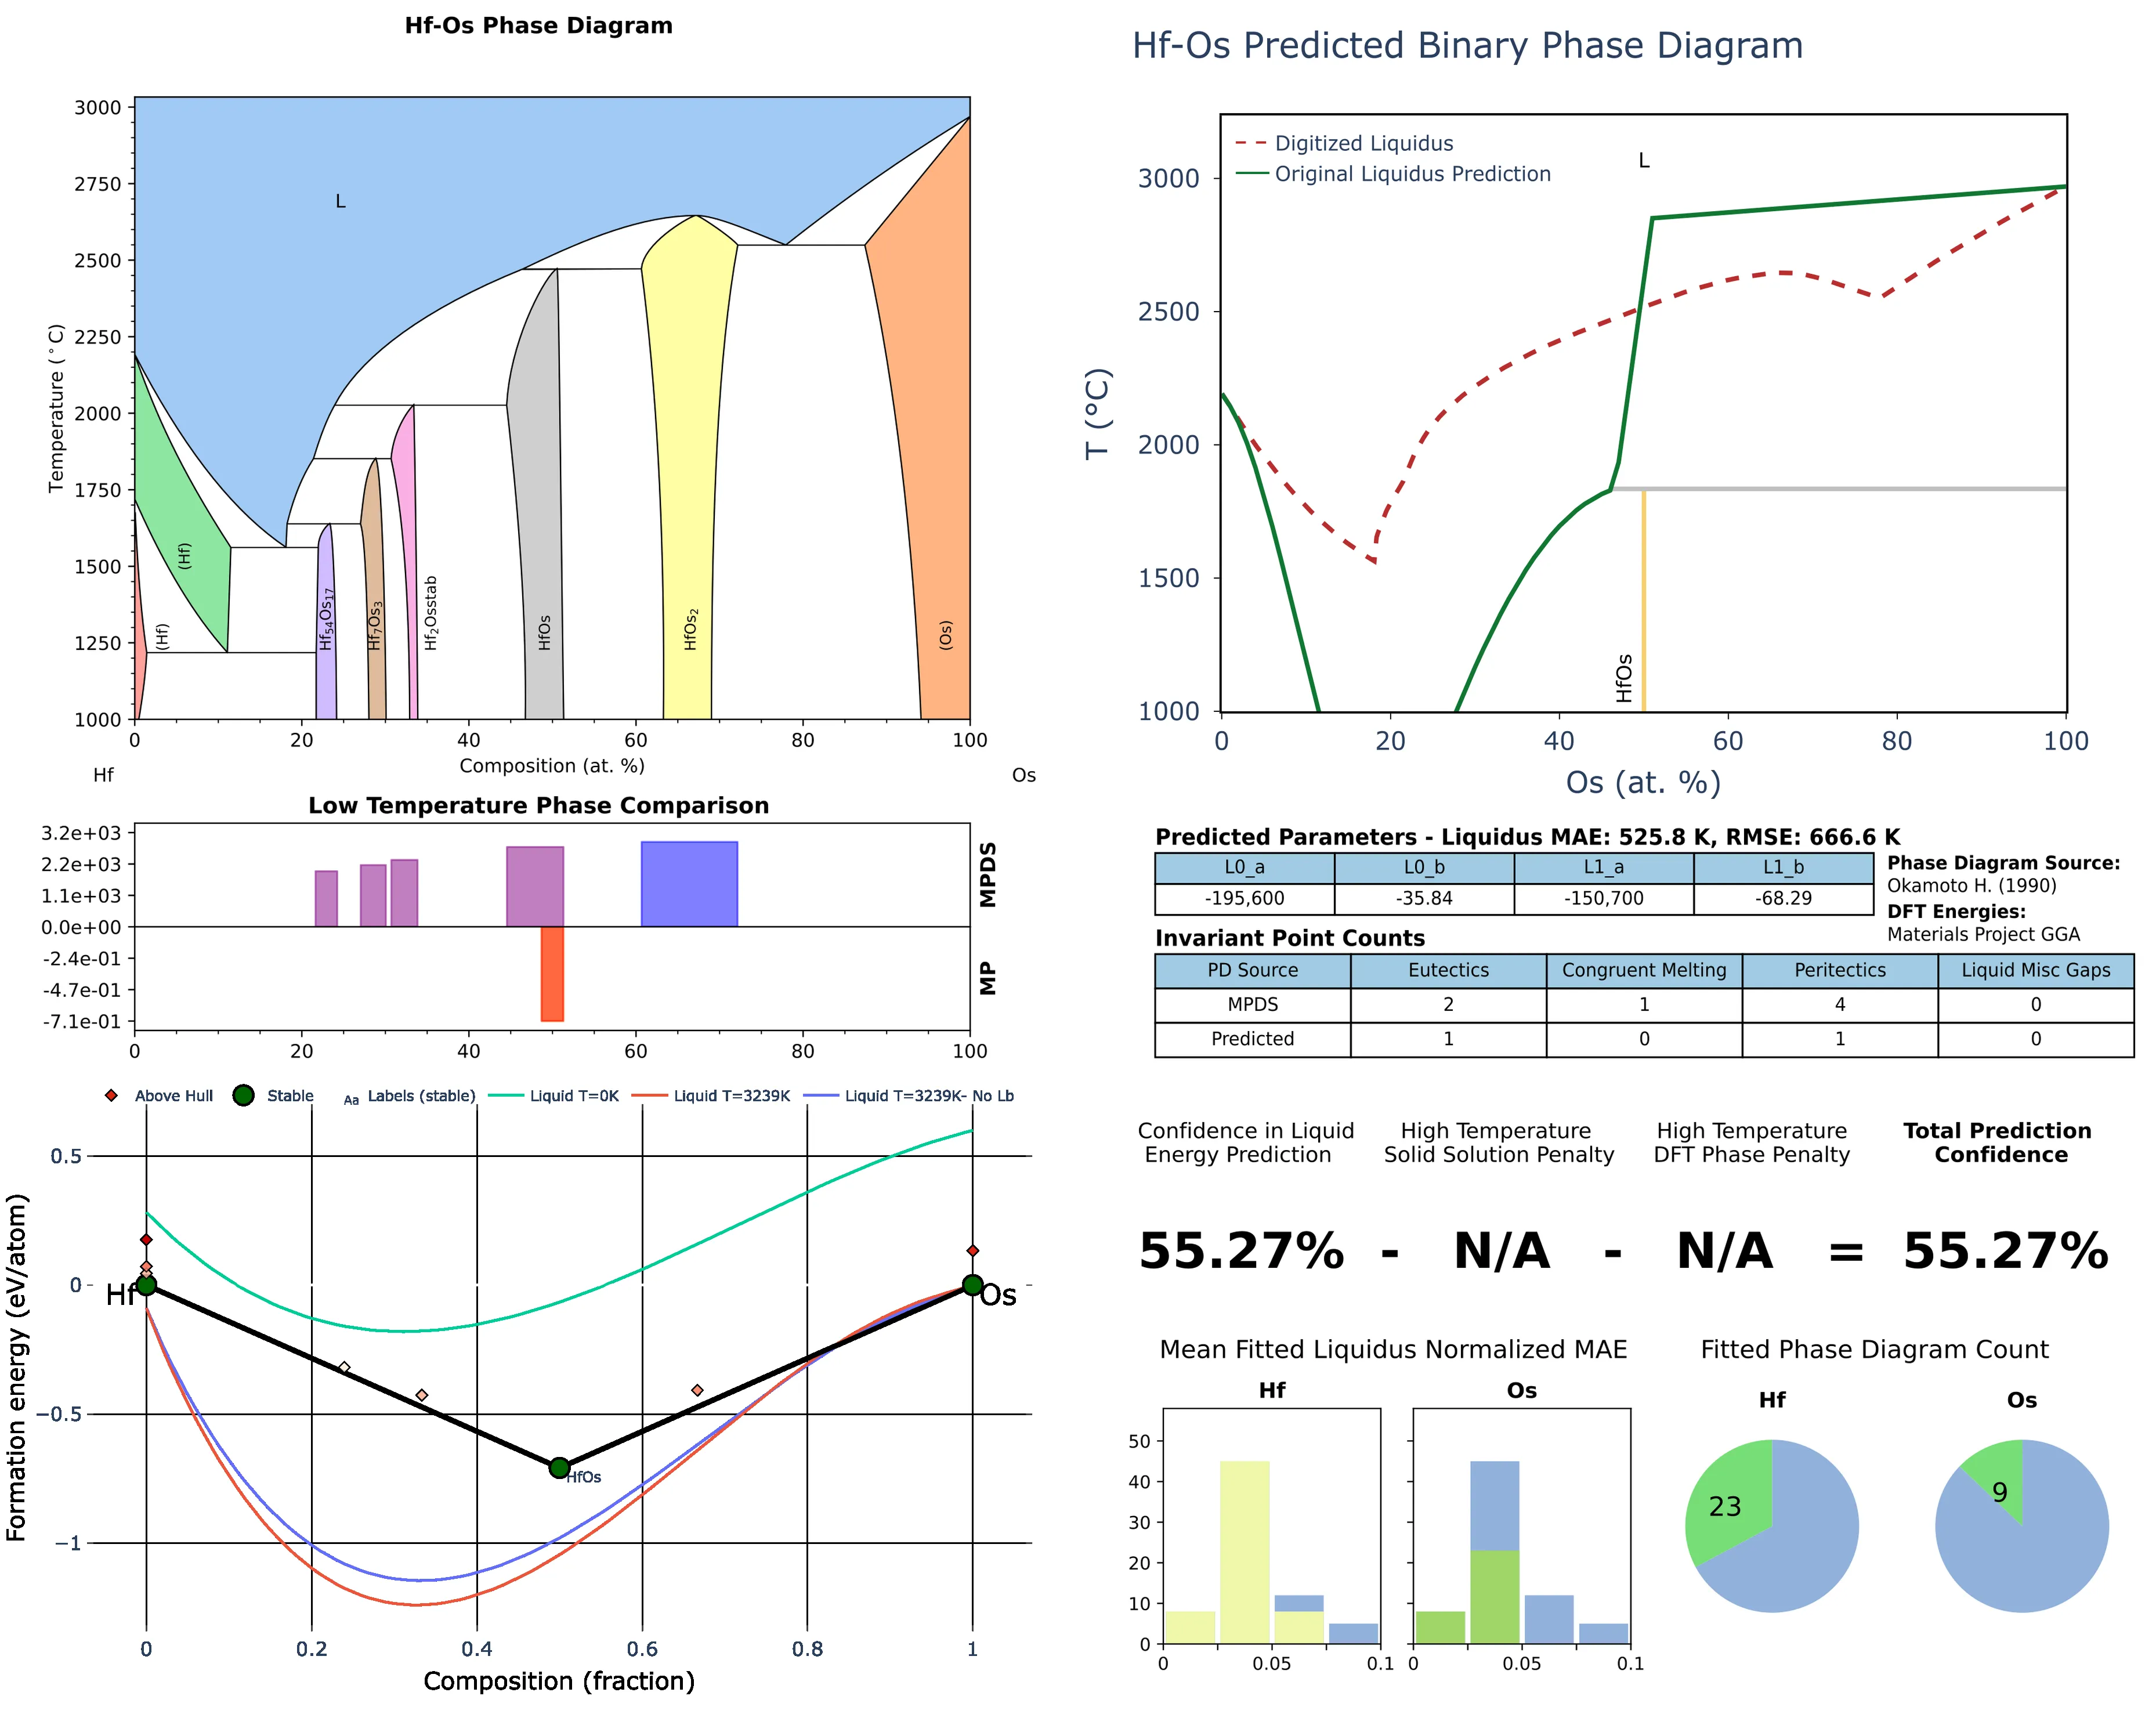 Hf-Os Phase Diagram
3000
2750
2500
2250
2000
1750
1500
1250
1000
Temperature (°C)
L
(Hf)
(Hf)
Hf54Os17
Hf7Os3
Hf2Osstab
HfOs
HfOs2
(Os)
0 20 40 60 80 100
Composition (at. %)
Hf Os
Low Temperature Phase Comparison
3.2e+03
2.2e+03
1.1e+03
0.0e+00
-2.4e-01
-4.7e-01
-7.1e-01
MPDS
MP
0 20 40 60 80 100
Above Hull Stable Aa Labels (stable) Liquid T=0K Liquid T=3239K Liquid T=3239K- No Lb
0.5
0
−0.5
−1
Formation energy (eV/atom)
Hf
Os
HfOs
0 0.2 0.4 0.6 0.8 1
Composition (fraction)
Hf-Os Predicted Binary Phase Diagram
Digitized Liquidus
Original Liquidus Prediction
L
3000
2500
2000
1500
1000
T (°C)
HfOs
0 20 40 60 80 100
Os (at. %)
Predicted Parameters - Liquidus MAE: 525.8 K, RMSE: 666.6 K
L0_a L0_b L1_a L1_b
-195,600 -35.84 -150,700 -68.29
Phase Diagram Source:
Okamoto H. (1990)
DFT Energies:
Materials Project GGA
Invariant Point Counts
PD Source Eutectics Congruent Melting Peritectics Liquid Misc Gaps
MPDS 2 1 4 0
Predicted 1 0 1 0
Confidence in Liquid
Energy Prediction
High Temperature
Solid Solution Penalty
High Temperature
DFT Phase Penalty
Total Prediction
Confidence
55.27% - N/A - N/A = 55.27%
Mean Fitted Liquidus Normalized MAE
Hf Os
50
40
30
20
10
0
0 0.05 0.1
0 0.05 0.1
Fitted Phase Diagram Count
Hf Os
23
9